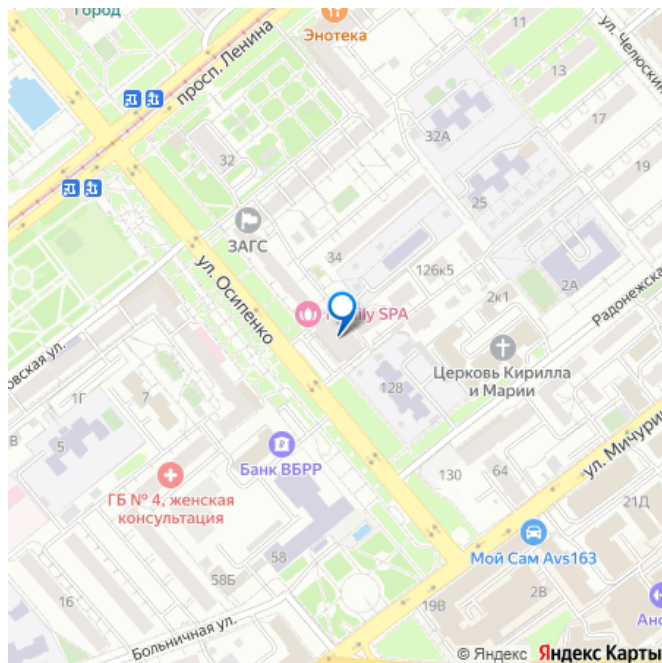 Город
Энотека
просп. Ленина
ул. Челюскин
11
11
13
17
32А
19
32
25
ЗАГС
34
126к5
2А
2к1
Радонежска
ул. Осипенко
Family SPA
Церковь Кирилла
и Марии
128
овская ул.
1Г
7
5
В
ул. Мичури
Банк ВБРР
130
64
ГБ № 4, женская
консультация
21Д
58
Мой Сам Avs163
58Б
16
19В
2В
Анс
Больничная ул.
© Яндекс Яндекс Карты